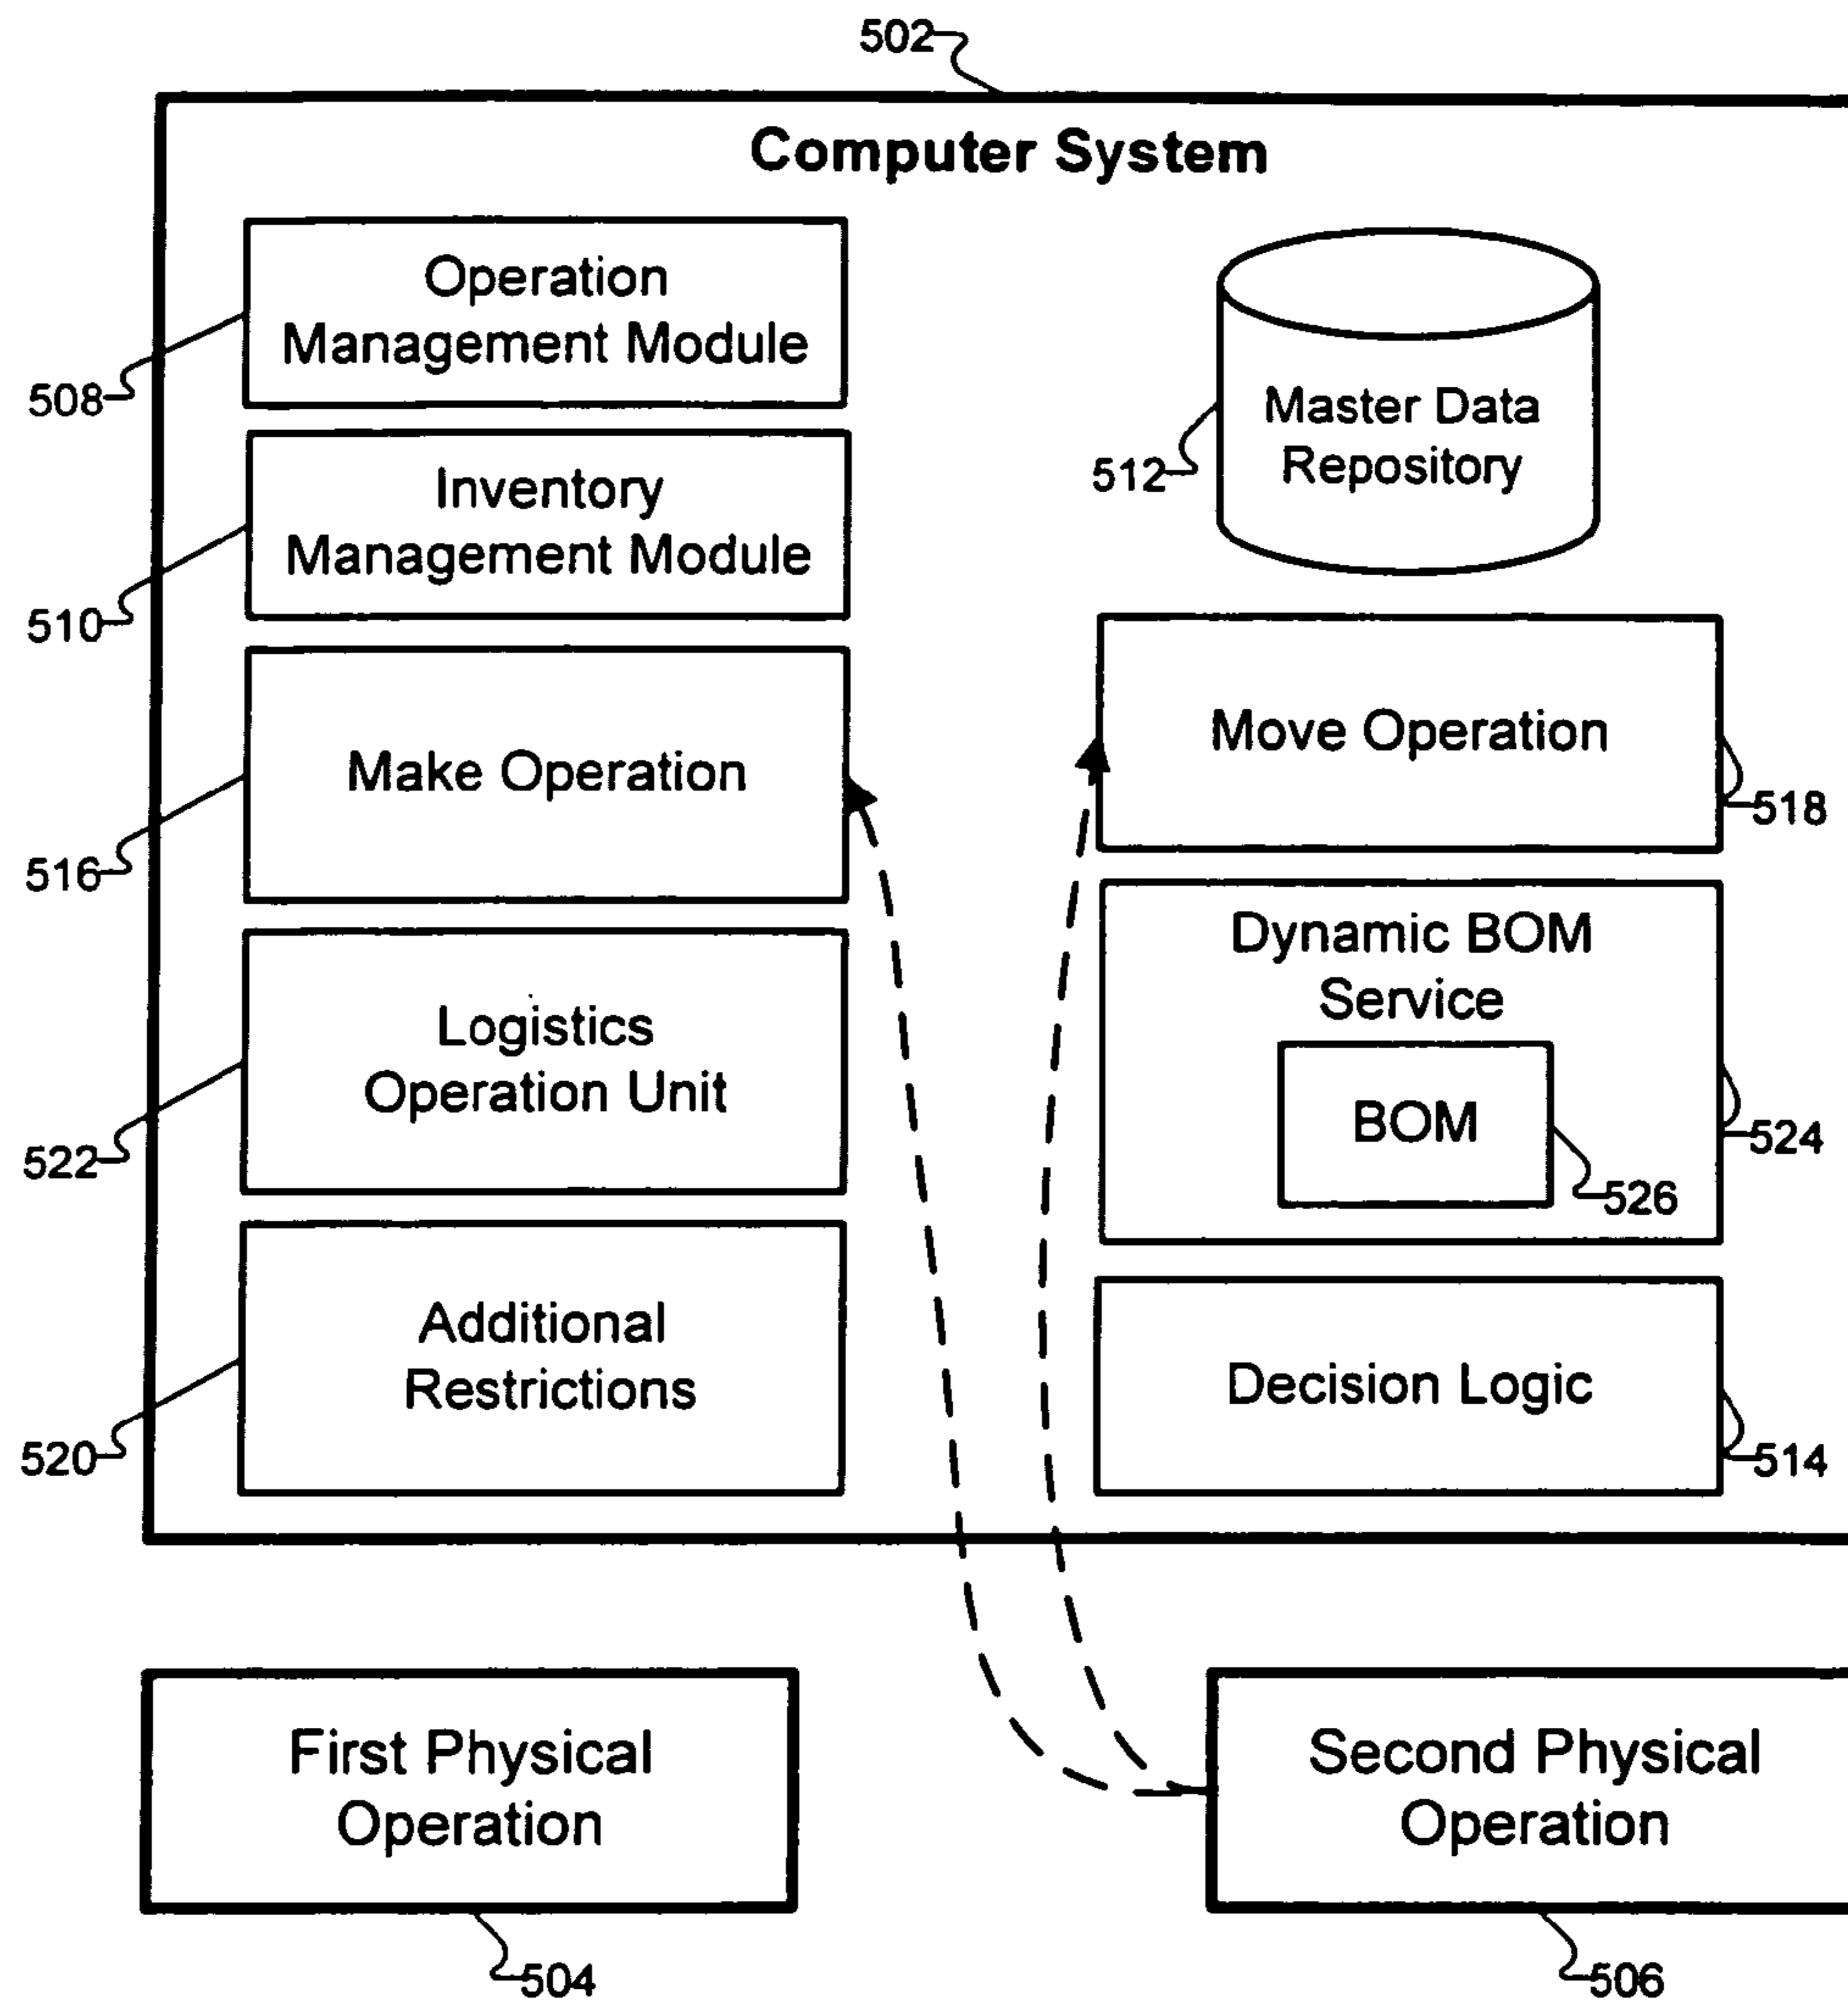 502
Computer System
Operation
Management Module
508
Inventory
Management Module
510
Master Data
Repository
512
Make Operation
516
Move Operation
518
Logistics
Operation Unit
522
Dynamic BOM
Service
BOM
524
526
Additional
Restrictions
520
Decision Logic
514
First Physical
Operation
504
Second Physical
Operation
506